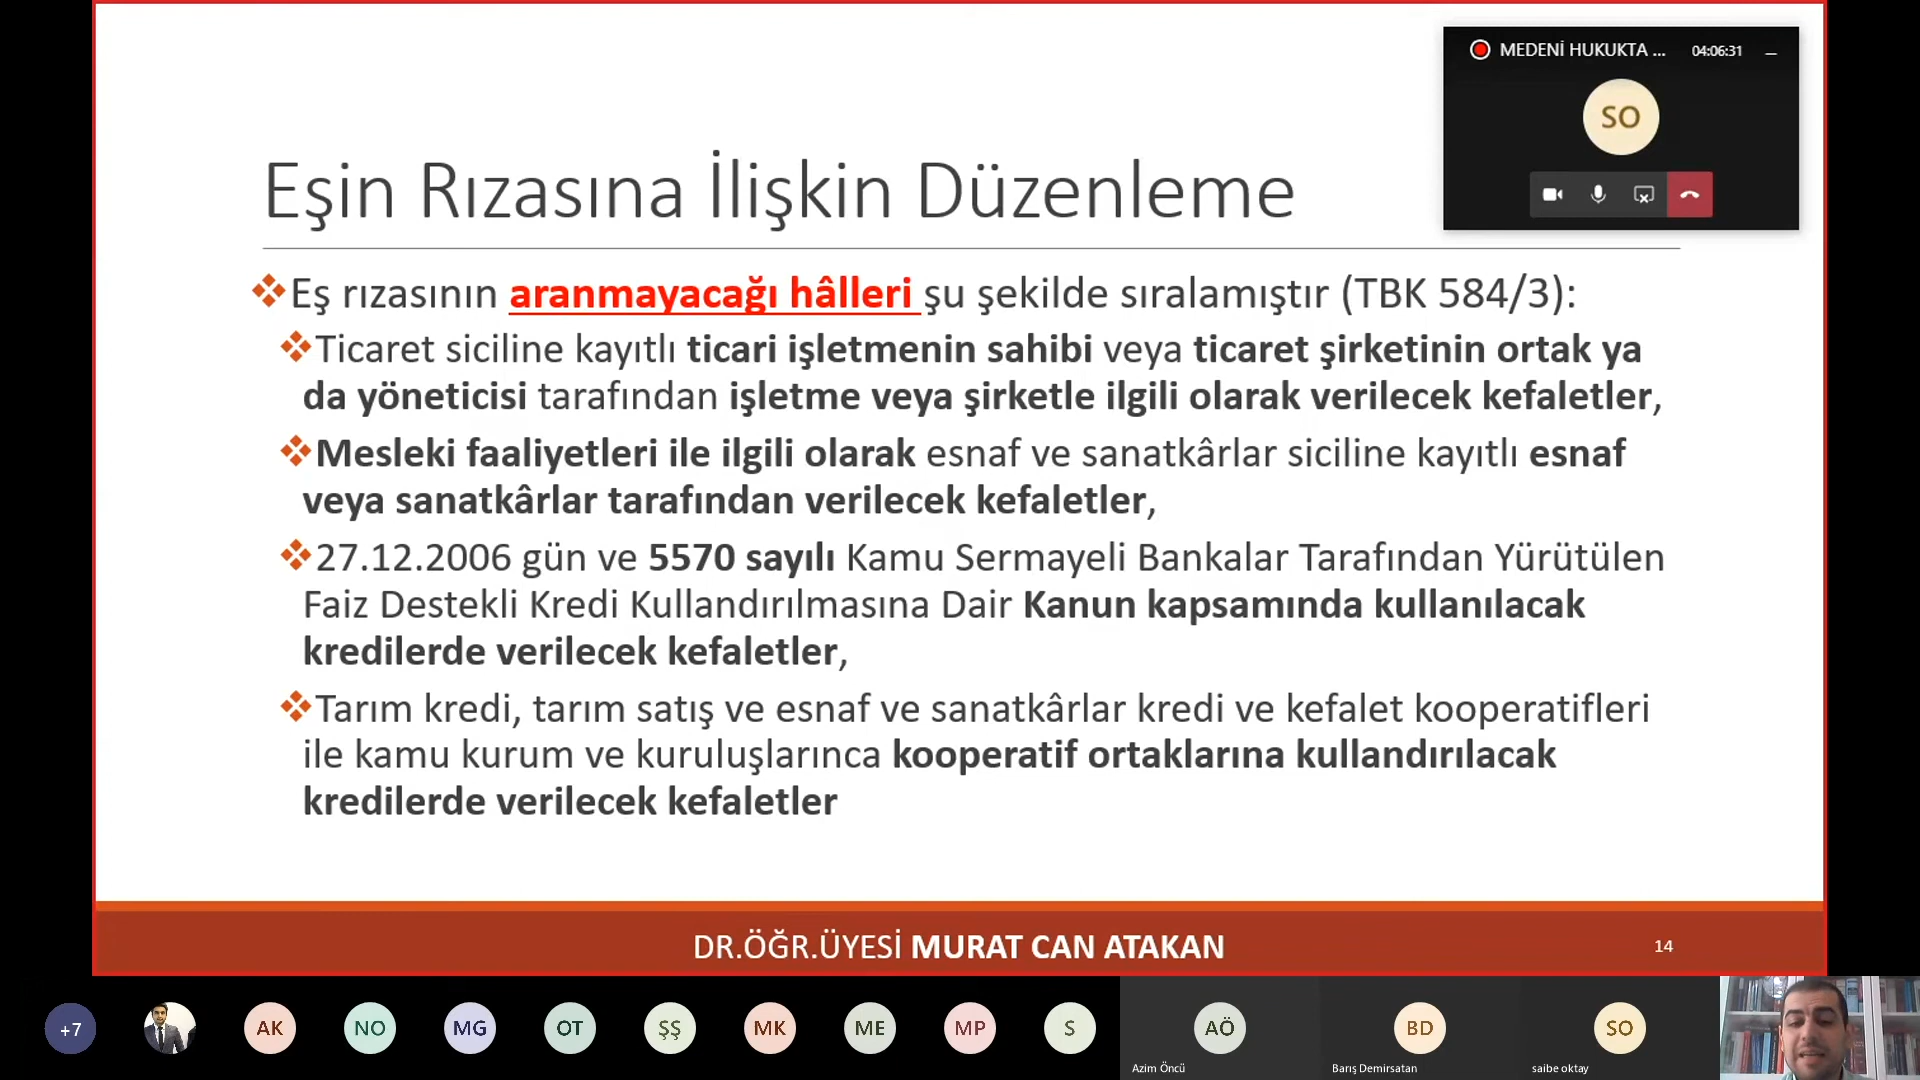 MEDENİ HUKUKTA ... 04:06:31
SO
Eşin Rızasına İlişkin Düzenleme
Eş rızasının aranmayacağı hâlleri şu şekilde sıralamıştır (TBK 584/3):
Ticaret siciline kayıtlı ticari işletmenin sahibi veya ticaret şirketinin ortak ya
da yöneticisi tarafından işletme veya şirketle ilgili olarak verilecek kefaletler,
Mesleki faaliyetleri ile ilgili olarak esnaf ve sanatkârlar siciline kayıtlı esnaf
veya sanatkârlar tarafından verilecek kefaletler,
27.12.2006 gün ve 5570 sayılı Kamu Sermayeli Bankalar Tarafından Yürütülen
Faiz Destekli Kredi Kullandırılmasına Dair Kanun kapsamında kullanılacak
kredilerde verilecek kefaletler,
Tarım kredi, tarım satış ve esnaf ve sanatkârlar kredi ve kefalet kooperatifleri
ile kamu kurum ve kuruluşlarınca kooperatif ortaklarına kullandırılacak
kredilerde verilecek kefaletler
DR.ÖĞR.ÜYESİ MURAT CAN ATAKAN
14
+7 AK NO MG OT ŞŞ MK ME MP S AÖ BD SO
Azim Öncü Barış Demirsatan saibe oktay